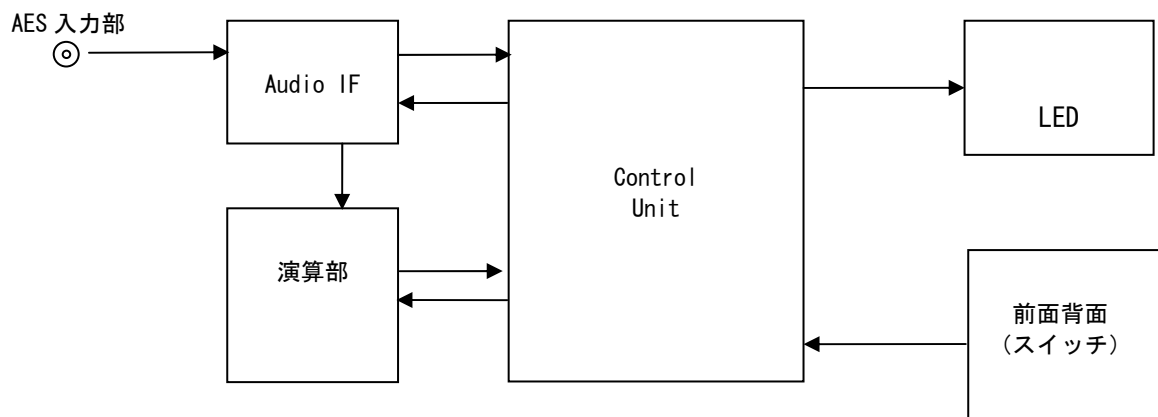 AES 入力部
Audio IF
演算部
Control
Unit
LED
前面背面
(スイッチ)